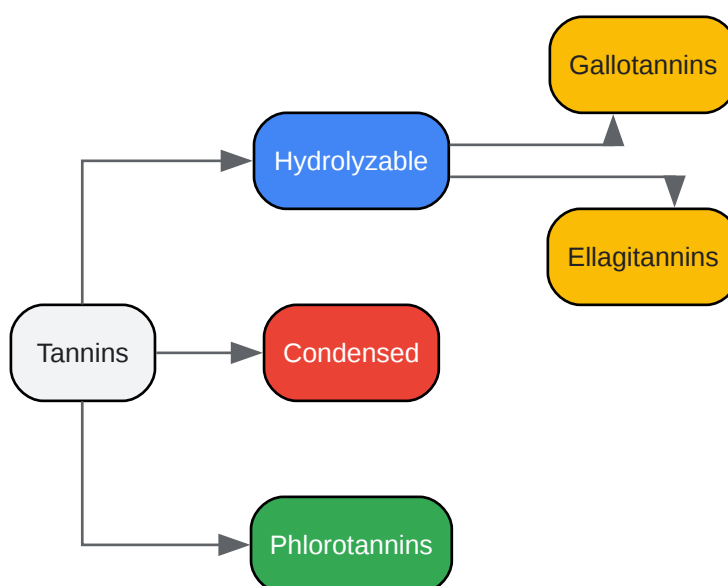 Gallotannins
Hydrolyzable
Ellagitannins
Tannins
Condensed
Phlorotannins